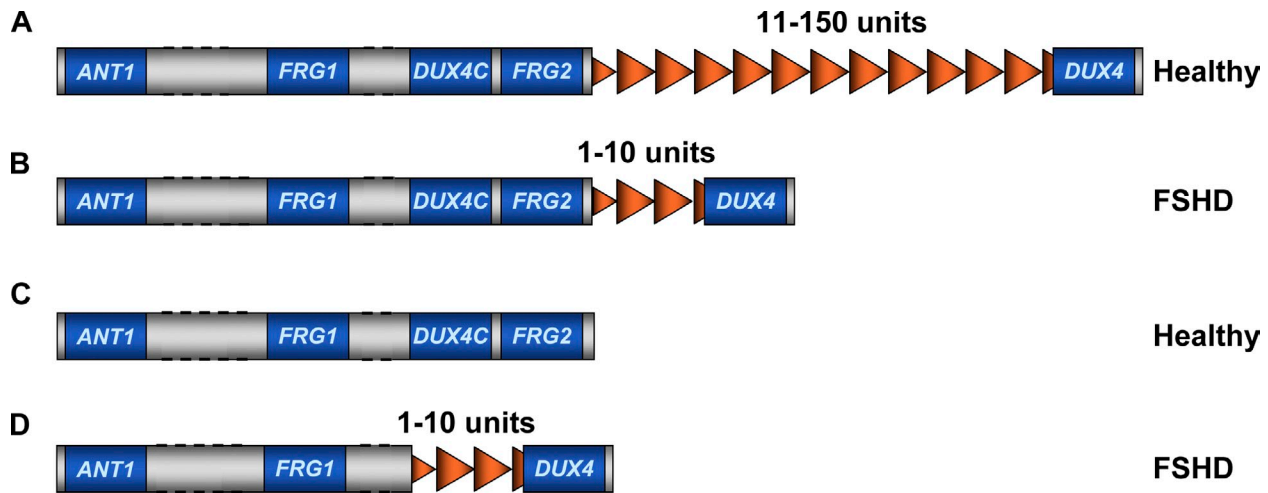 A
11-150 units
ANT1 FRG1 DUX4C FRG2 DUX4 Healthy
B
1-10 units
ANT1 FRG1 DUX4C FRG2 DUX4 FSHD
C
ANT1 FRG1 DUX4C FRG2 Healthy
D
1-10 units
ANT1 FRG1 DUX4 FSHD